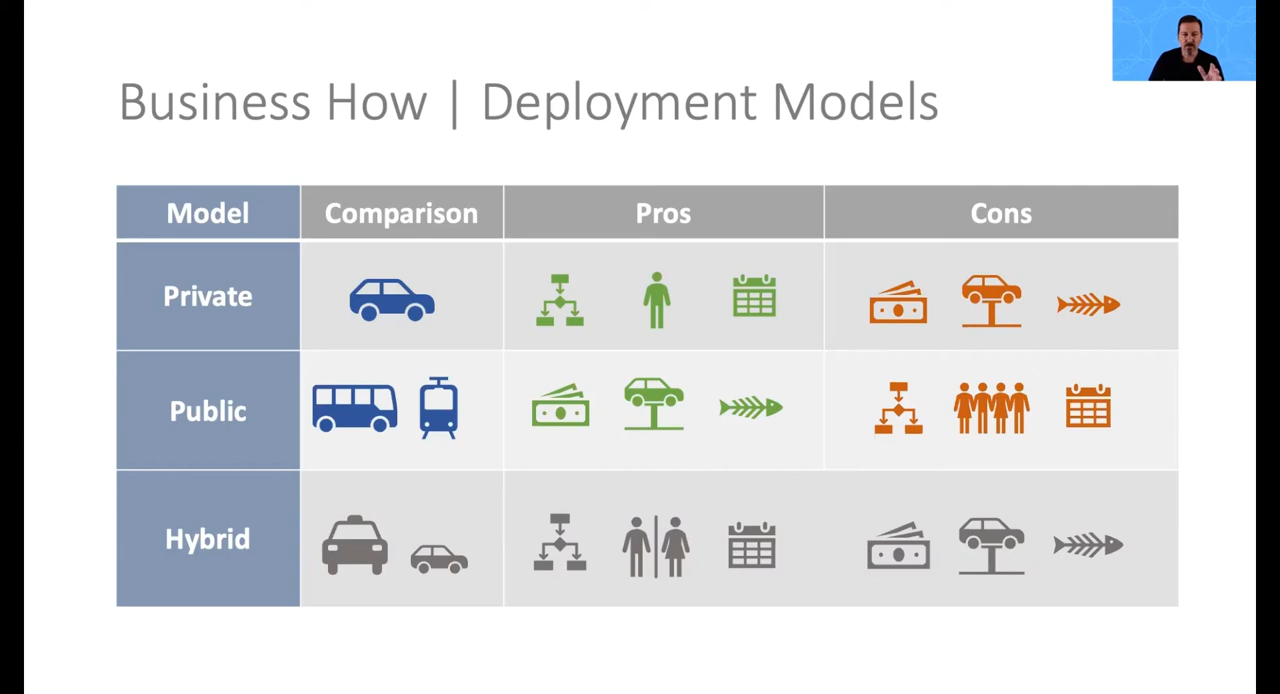 Business How | Deployment Models
Model Comparison Pros Cons
Private
Public
Hybrid